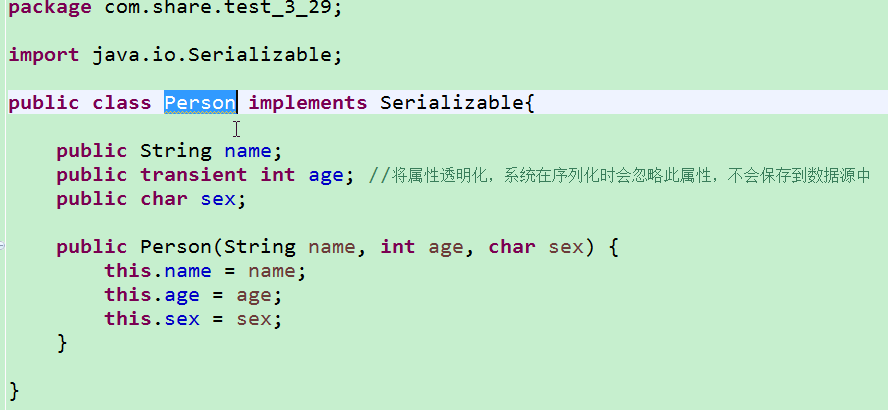 package com.share.test_3_29;
import java.io.Serializable;
public class Person implements Serializable{
public String name;
public transient int age; //将属性透明化，系统在序列化时会忽略此属性，不会保存到数据源中
public char sex;
public Person(String name, int age, char sex) {
this.name = name;
this.age = age;
this.sex = sex;
}
}